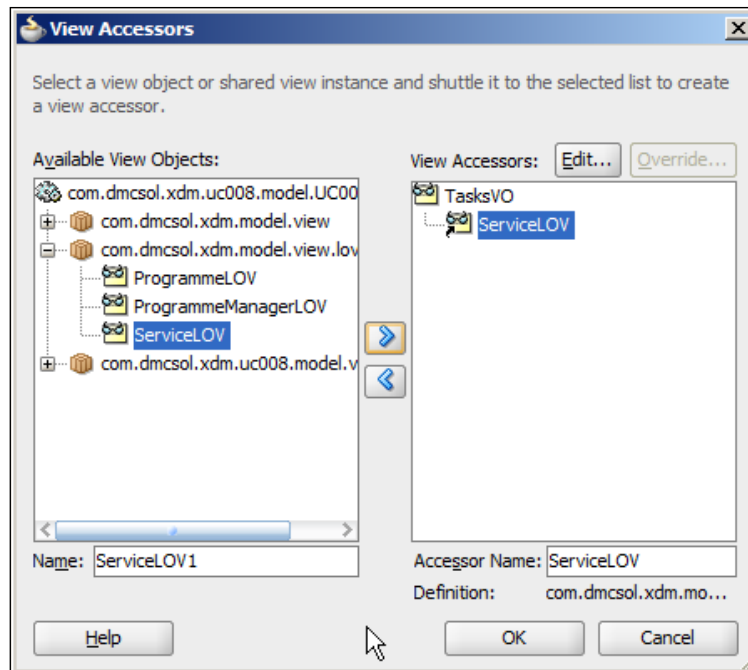 View Accessors
Select a view object or shared view instance and shuttle it to the selected list to create
a view accessor.
Available View Objects:
com.dmcsol.xdm.uc008.model.UC00
com.dmcsol.xdm.model.view
com.dmcsol.xdm.model.view.lov
ProgrammeLOV
ProgrammeManagerLOV
ServiceLOV
com.dmcsol.xdm.uc008.model.v
Name: ServiceLOV1
View Accessors: Edit... Override...
TasksVO
ServiceLOV
Accessor Name: ServiceLOV
Definition: com.dmcsol.xdm.mo...
Help OK Cancel